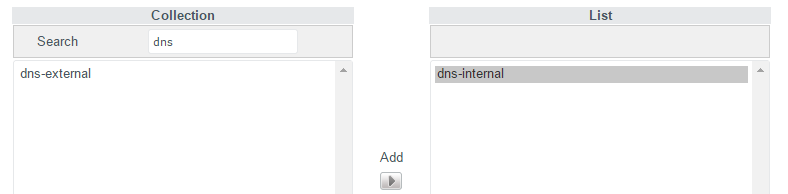 Collection
List
Search
dns
dns-external
dns-internal
Add